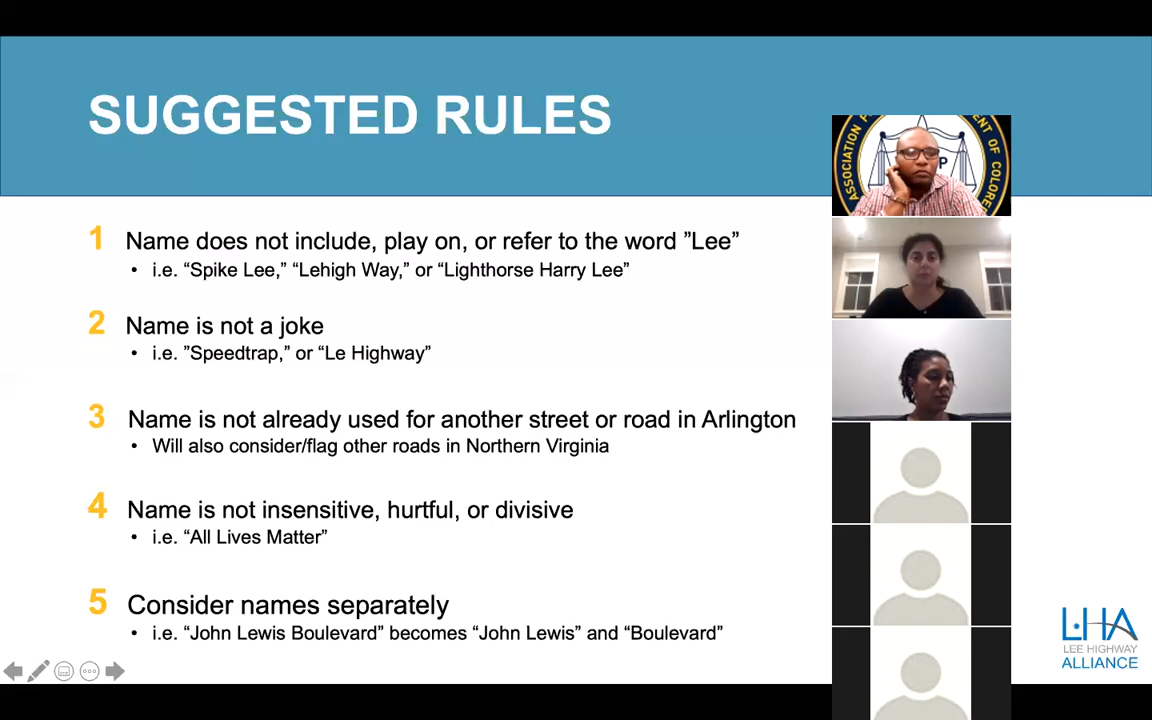 SUGGESTED RULES
1 Name does not include, play on, or refer to the word ”Lee”
• i.e. “Spike Lee,” “Lehigh Way,” or “Lighthorse Harry Lee”
2 Name is not a joke
• i.e. ”Speedtrap,” or “Le Highway”
3 Name is not already used for another street or road in Arlington
• Will also consider/flag other roads in Northern Virginia
4 Name is not insensitive, hurtful, or divisive
• i.e. “All Lives Matter”
5 Consider names separately
• i.e. “John Lewis Boulevard” becomes “John Lewis” and “Boulevard”
ASSOCIATION
P
OF COLORE
LHA
LEE HIGHWAY
ALLIANCE